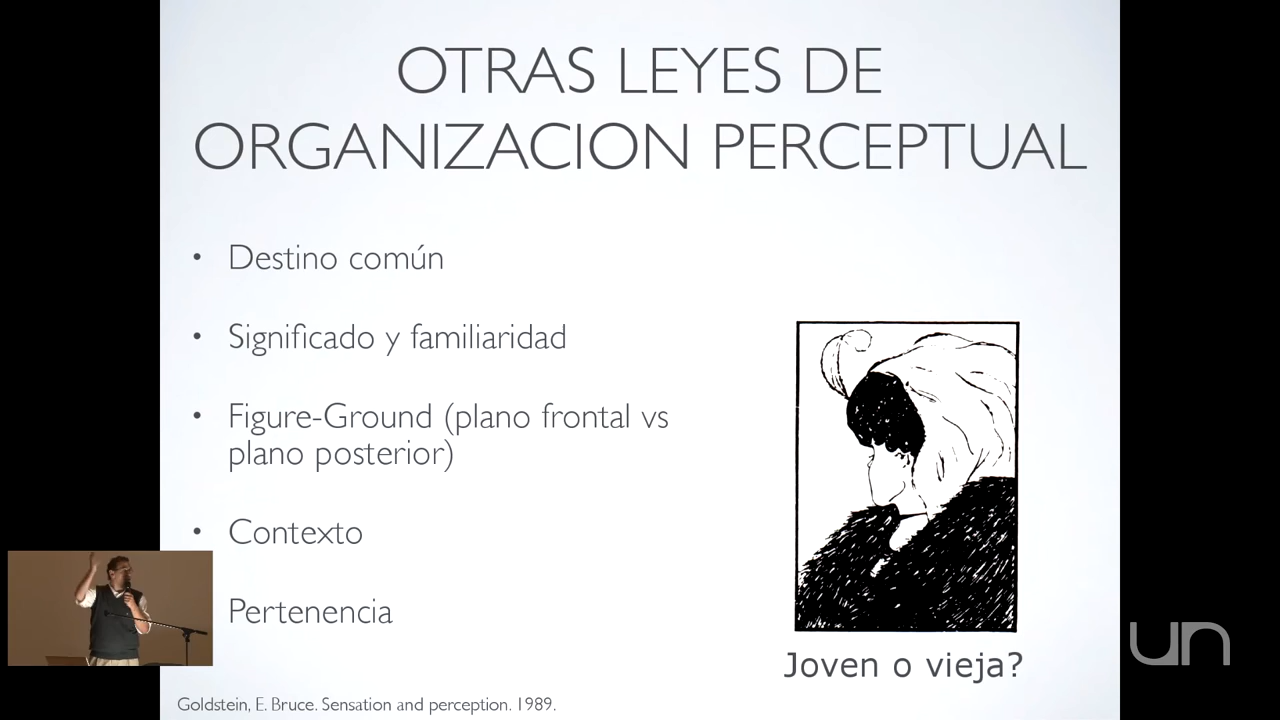 OTRAS LEYES DE
ORGANIZACION PERCEPTUAL
• Destino común
• Significado y familiaridad
• Figure-Ground (plano frontal vs
plano posterior)
• Contexto
Pertenencia
Joven o vieja?
Goldstein, E. Bruce. Sensation and perception. 1989.
un